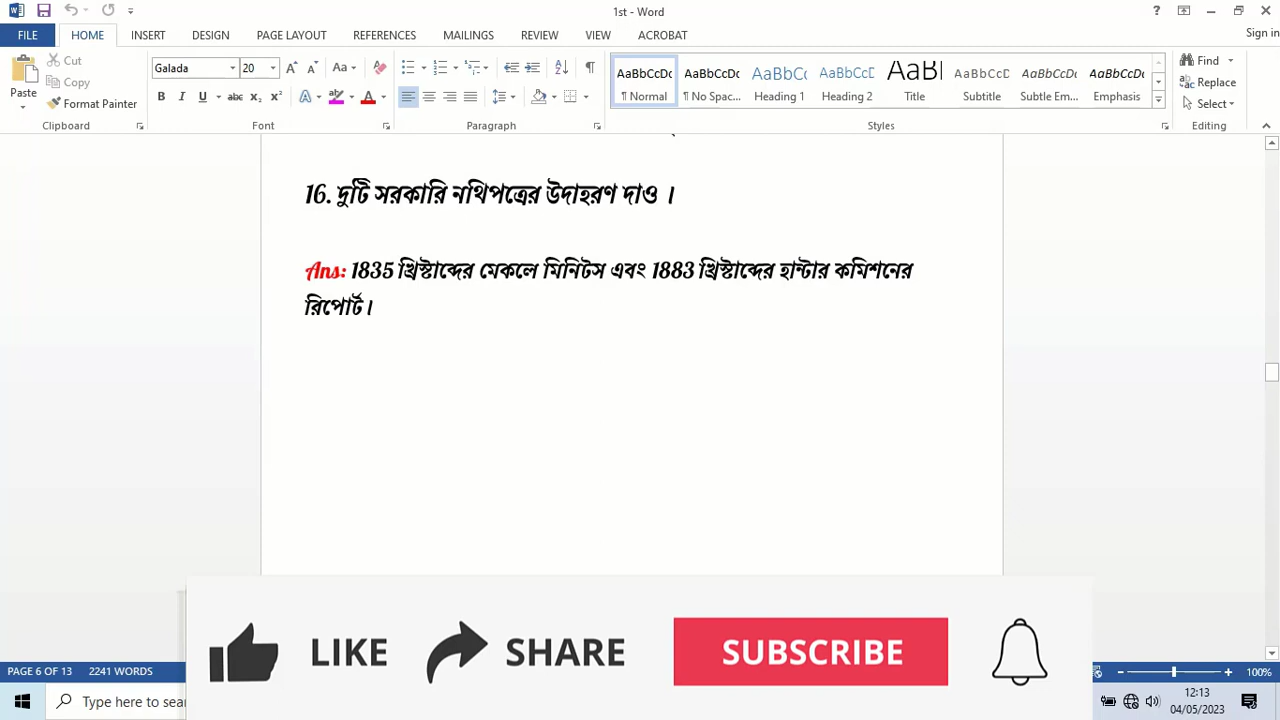 1st - Word
? Sign in
FILE HOME INSERT DESIGN PAGE LAYOUT REFERENCES MAILINGS REVIEW VIEW ACROBAT
Cut
Copy
Format Painter
Paste
Galada 20
AaBbCcDc AaBbCcDc AaBbCc AaBbCcD AaBl AaBbCcD AaBbCcDc AaBbCcDc
¶ Normal ¶ No Spac... Heading 1 Heading 2 Title Subtitle Subtle Em... Emphasis
Find
Replace
Select
Clipboard Font Paragraph Styles Editing
16. দুটি সরকারি নথিপত্রের উদাহরণ দাও ।
Ans: 1835 খ্রিস্টাব্দের মেকলে মিনিটস এবং 1883 খ্রিস্টাব্দের হান্টার কমিশনের
রিপোর্ট।
LIKE SHARE SUBSCRIBE
PAGE 6 OF 13 2241 WORDS 100%
Type here to sea
12:13
04/05/2023